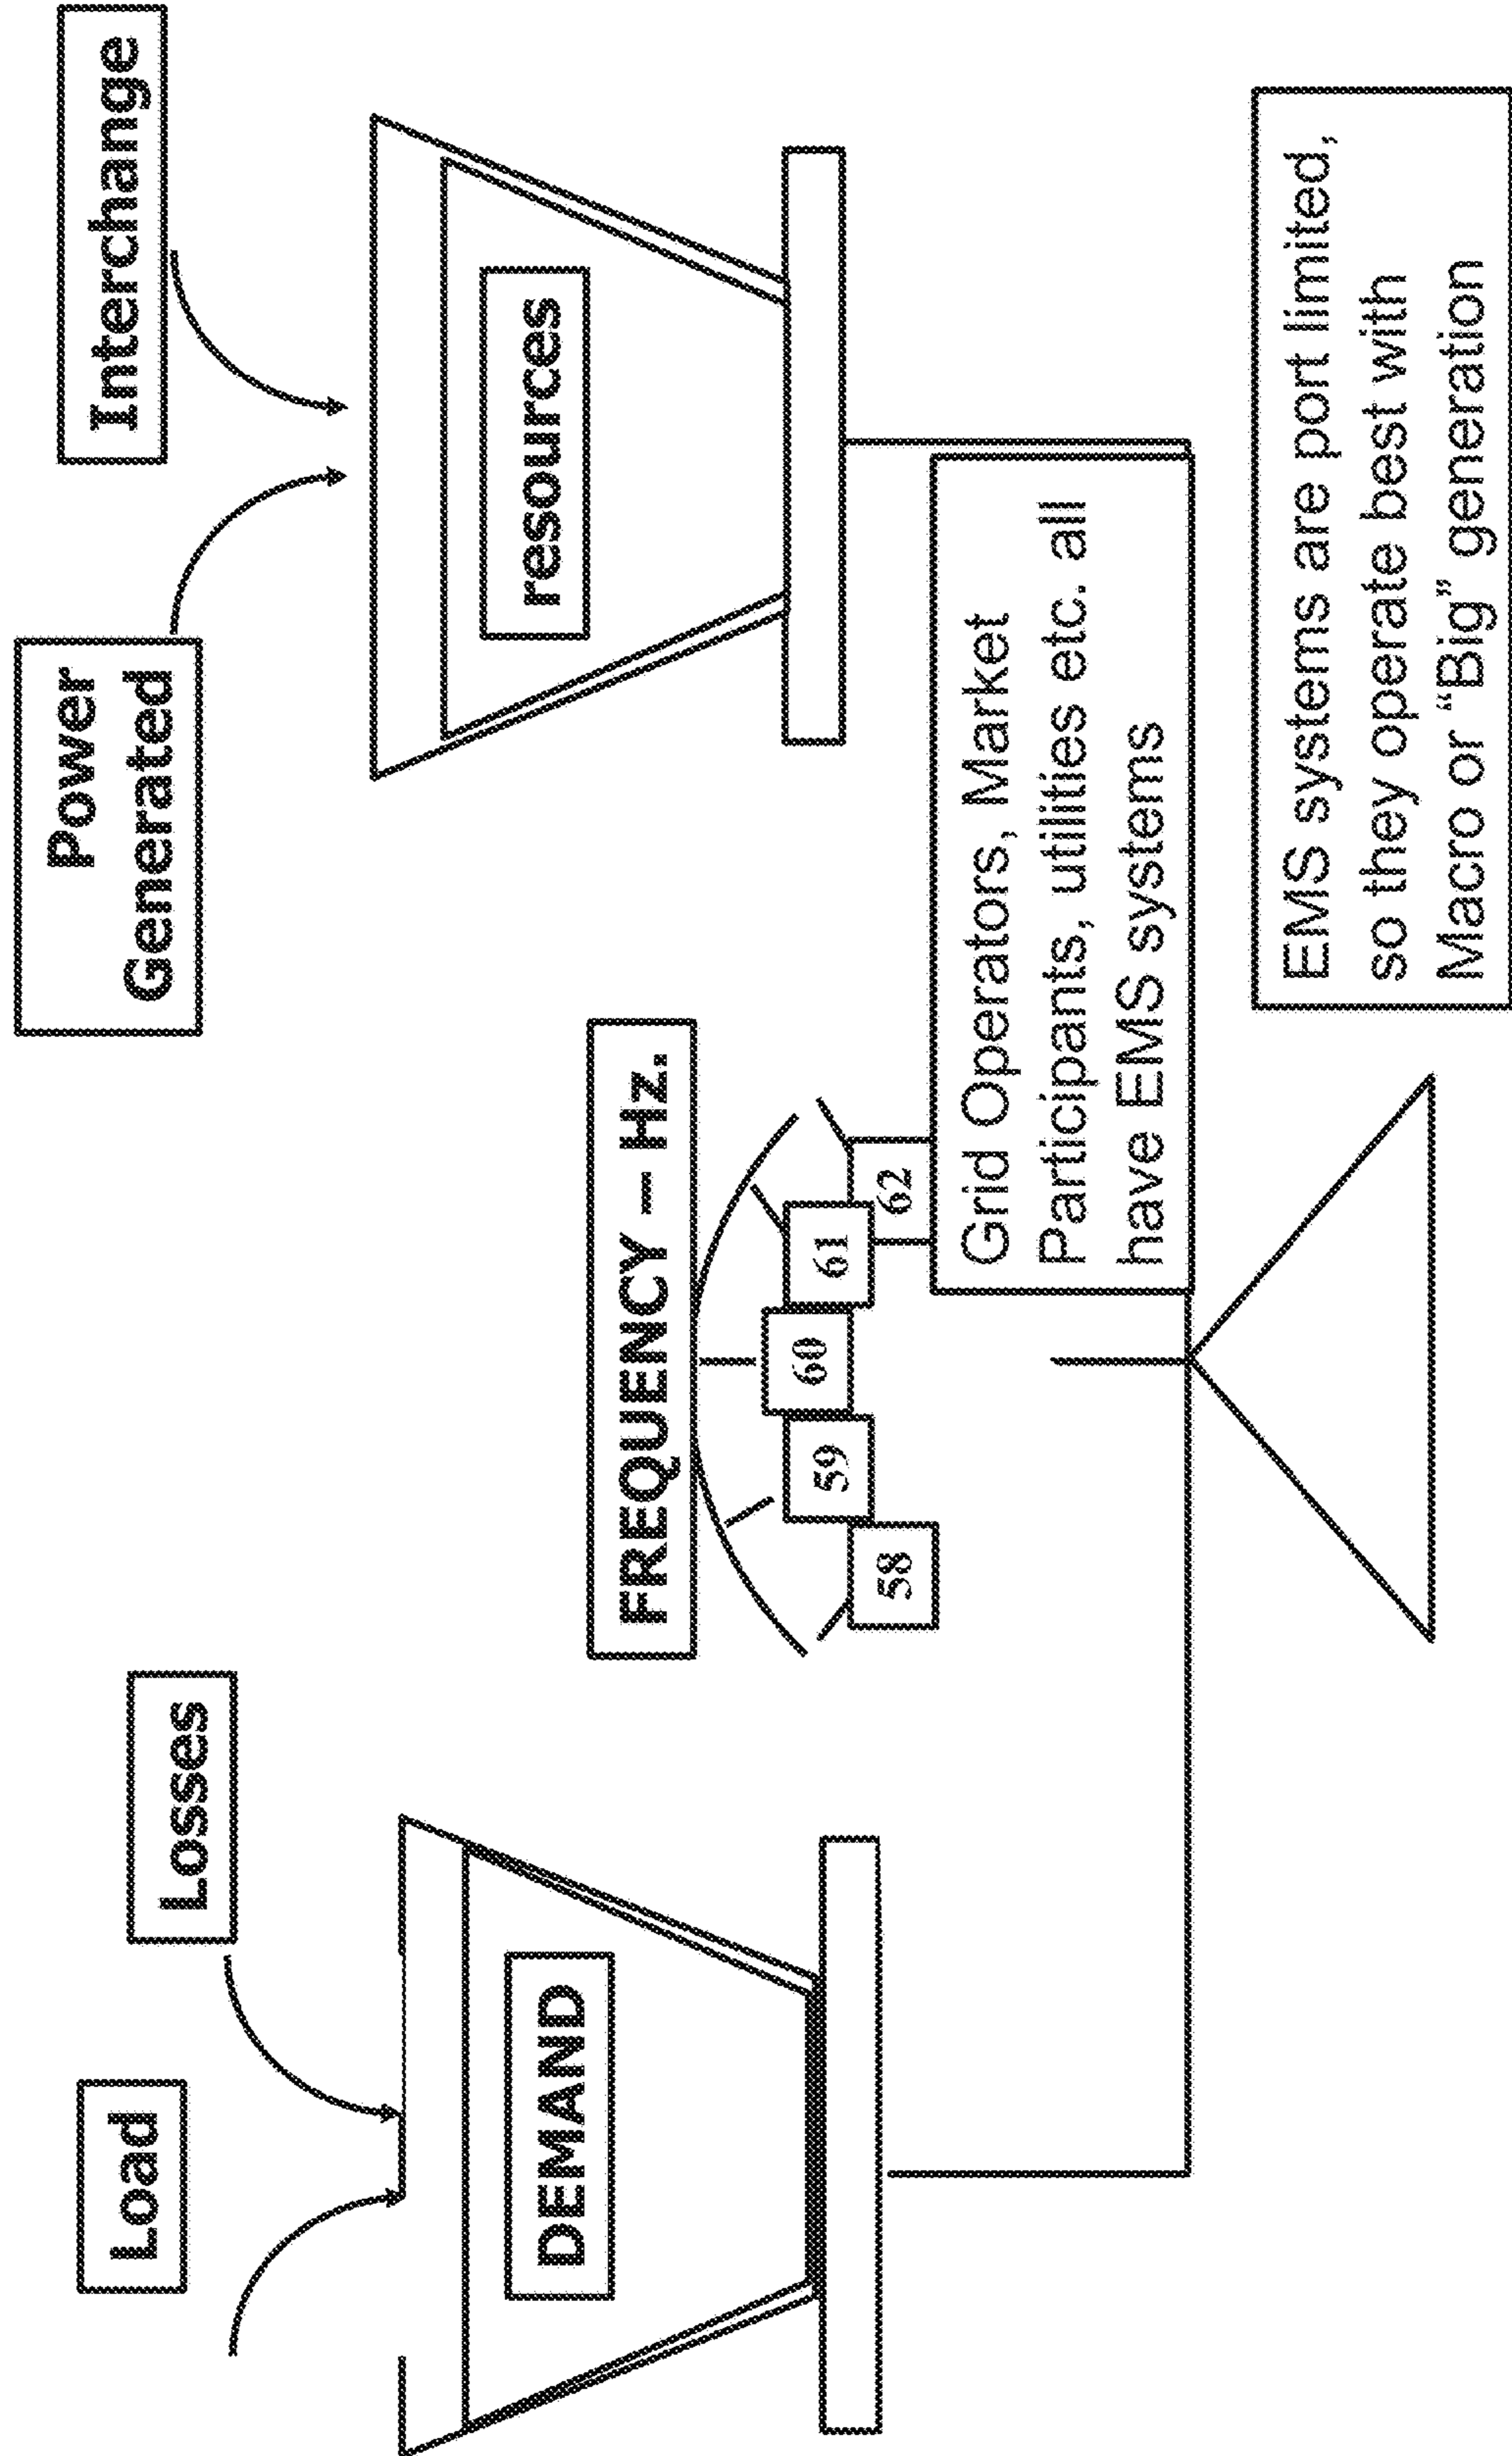 Load
Losses
Power
Generated
Interchange
DEMAND
FREQUENCY – Hz.
resources
58
59
60
61
62
Grid Operators, Market
Participants, utilities etc. all
have EMS systems
EMS systems are port limited,
so they operate best with
Macro or “Big” generation